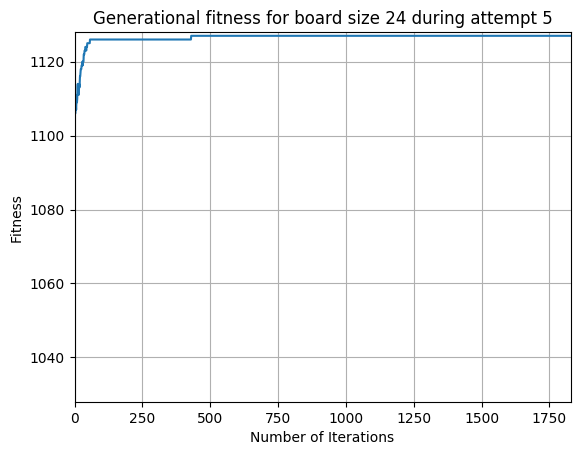 Generational fitness for board size 24 during attempt 5
1120
1100
1080
1060
1040
Fitness
0 250 500 750 1000 1250 1500 1750
Number of Iterations